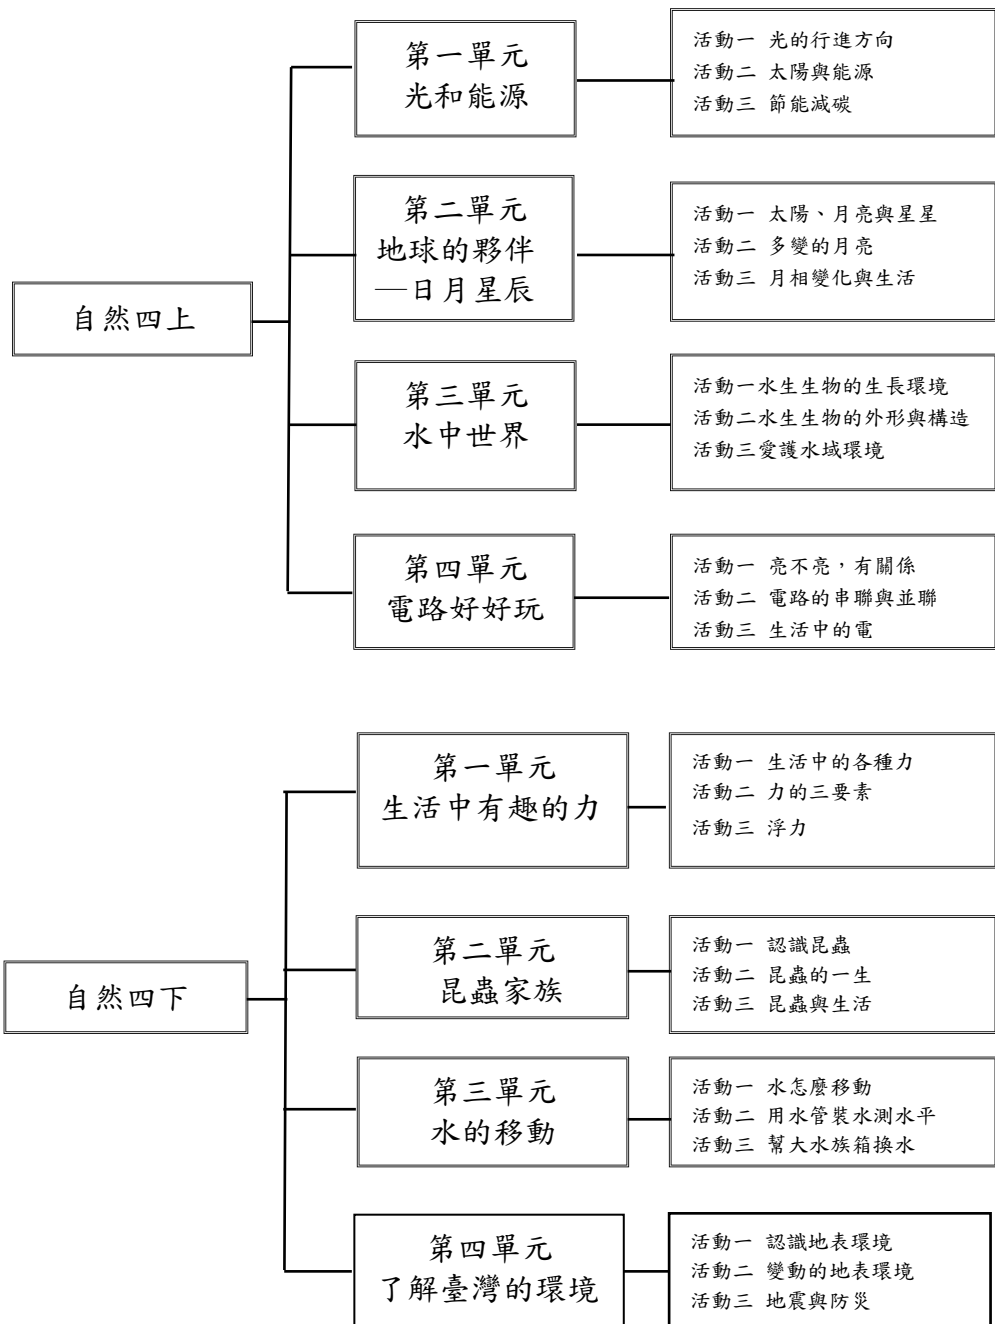 自然四上
第一單元
光和能源
活動一 光的行進方向
活動二 太陽與能源
活動三 節能減碳
第二單元
地球的夥伴
—日月星辰
活動一 太陽、月亮與星星
活動二 多變的月亮
活動三 月相變化與生活
第三單元
水中世界
活動一水生生物的生長環境
活動二水生生物的外形與構造
活動三愛護水域環境
第四單元
電路好好玩
活動一 亮不亮，有關係
活動二 電路的串聯與並聯
活動三 生活中的電
自然四下
第一單元
生活中有趣的力
活動一 生活中的各種力
活動二 力的三要素
活動三 浮力
第二單元
昆蟲家族
活動一 認識昆蟲
活動二 昆蟲的一生
活動三 昆蟲與生活
第三單元
水的移動
活動一 水怎麼移動
活動二 用水管裝水測水平
活動三 幫大水族箱換水
第四單元
了解臺灣的環境
活動一 認識地表環境
活動二 變動的地表環境
活動三 地震與防災